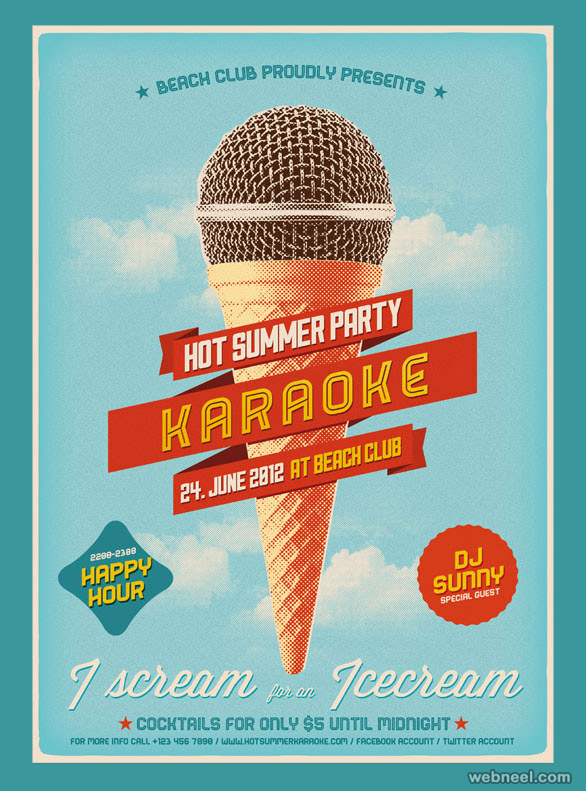 ★ BEACH CLUB PROUDLY PRESENTS ★
HOT SUMMER PARTY
KARAOKE
24. JUNE 2012 AT BEACH CLUB
2200-2300
HAPPY
HOUR
DJ
SUNNY
SPECIAL GUEST
I scream for an Icecream
★ COCKTAILS FOR ONLY $5 UNTIL MIDNIGHT ★
FOR MORE INFO CALL +123 456 7898 / WWW.HOTSUMMERKARAOKE.COM / FACEBOOK ACCOUNT / TWITTER ACCOUNT
webneel.com